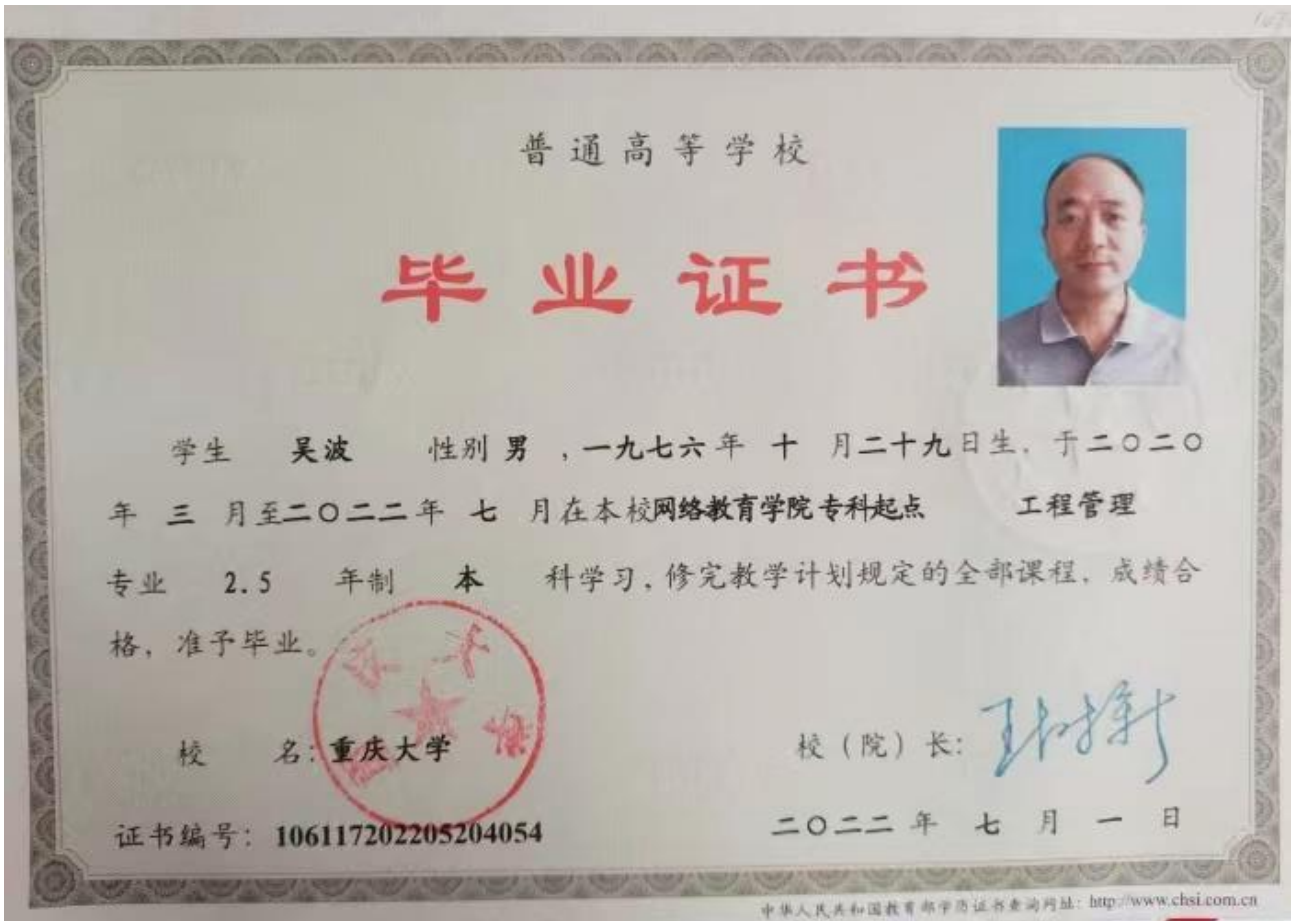 普通高等学校
毕业证书
学生 吴波 性别 男 ,一九七六年 十 月二十九日生,于二〇二〇
年 三 月至二〇二二年 七 月在本校网络教育学院专科起点 工程管理
专业 2.5 年制 本 科学习,修完教学计划规定的全部课程,成绩合
格,准予毕业。
校 名:重庆大学
校(院)长:
证书编号:106117202205204054
二〇二二 年 七 月 一 日
中华人民共和国教育部学历证书查询网址:http://www.chsi.com.cn